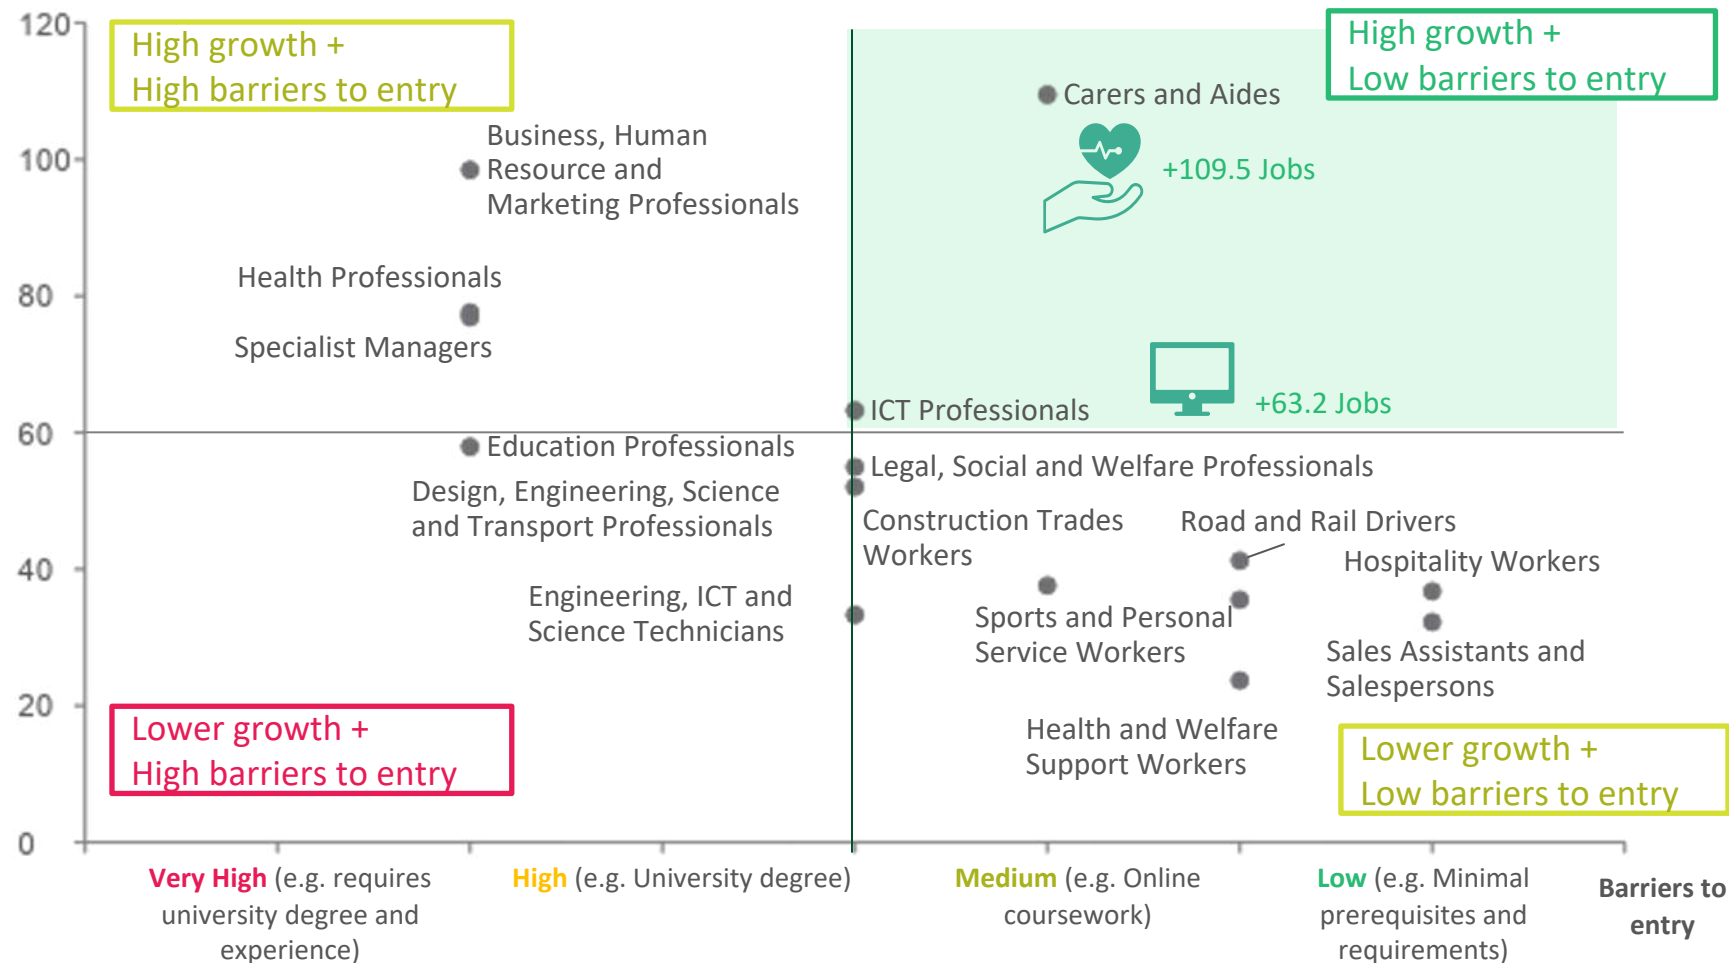 120
High growth +
High barriers to entry
High growth +
Low barriers to entry
Carers and Aides
+109.5 Jobs
100
Business, Human
Resource and
Marketing Professionals
80
Health Professionals
Specialist Managers
ICT Professionals
+63.2 Jobs
60
Education Professionals
Legal, Social and Welfare Professionals
Design, Engineering, Science
and Transport Professionals
Construction Trades
Workers
Road and Rail Drivers
Hospitality Workers
40
Engineering, ICT and
Science Technicians
Sports and Personal
Service Workers
Sales Assistants and
Salespersons
20
Health and Welfare
Support Workers
Lower growth +
High barriers to entry
Lower growth +
Low barriers to entry
0
Very High (e.g. requires
university degree and
experience)
High (e.g. University degree)
Medium (e.g. Online
coursework)
Low (e.g. Minimal
prerequisites and
requirements)
Barriers to
entry